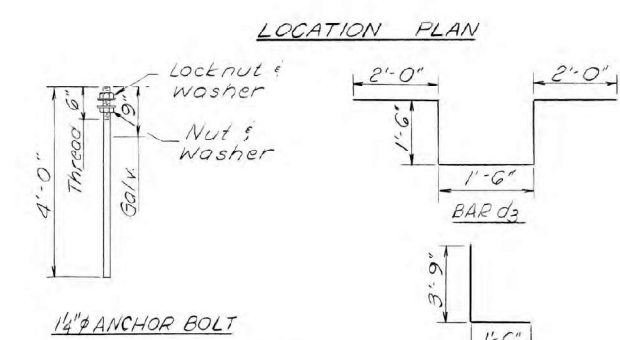 LOCATION PLAN
Locknut &
washer
Nut &
washer
6"
Thread
9"
Galv.
4'-0"
1¼"φ ANCHOR BOLT
2'-0"
2'-0"
1'-6"
1'-6"
BAR d3
3'-9"